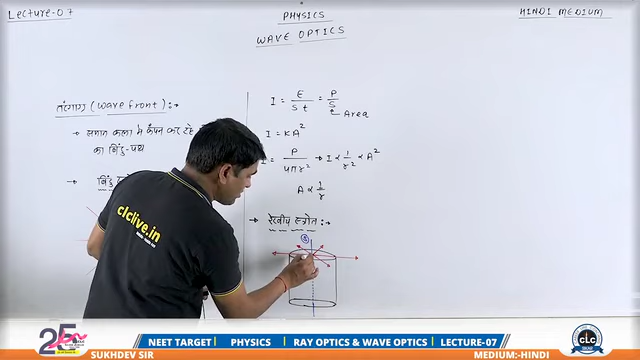 Lecture-07
PHYSICS
WAVE OPTICS
HINDI MEDIUM
तरंगाग्र (Wave front) :→
→ समान कला में कंपन कर रहे
का बिंदु-पथ
→ बिंदु
I = E/St = P/S
Area
I = KA²
= P/4πr² → I ∝ 1/r² ∝ A²
A ∝ 1/r
→ रेखीय स्त्रोत :→
S
clclive.in
25
NEET TARGET
PHYSICS
RAY OPTICS & WAVE OPTICS
LECTURE-07
SUKHDEV SIR
MEDIUM:-HINDI
CLC